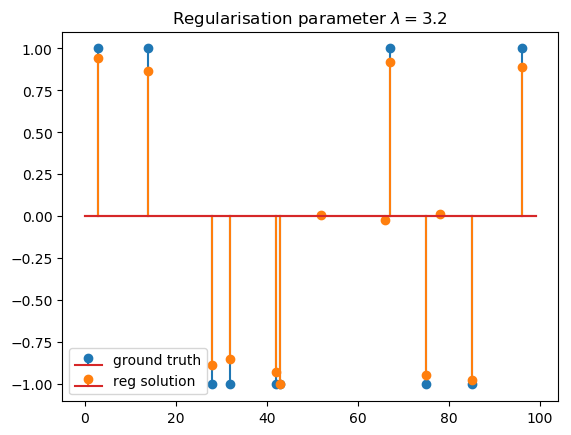 Regularisation parameter λ = 3.2
1.00
0.75
0.50
0.25
0.00
−0.25
−0.50
−0.75
−1.00
ground truth
reg solution
0 20 40 60 80 100